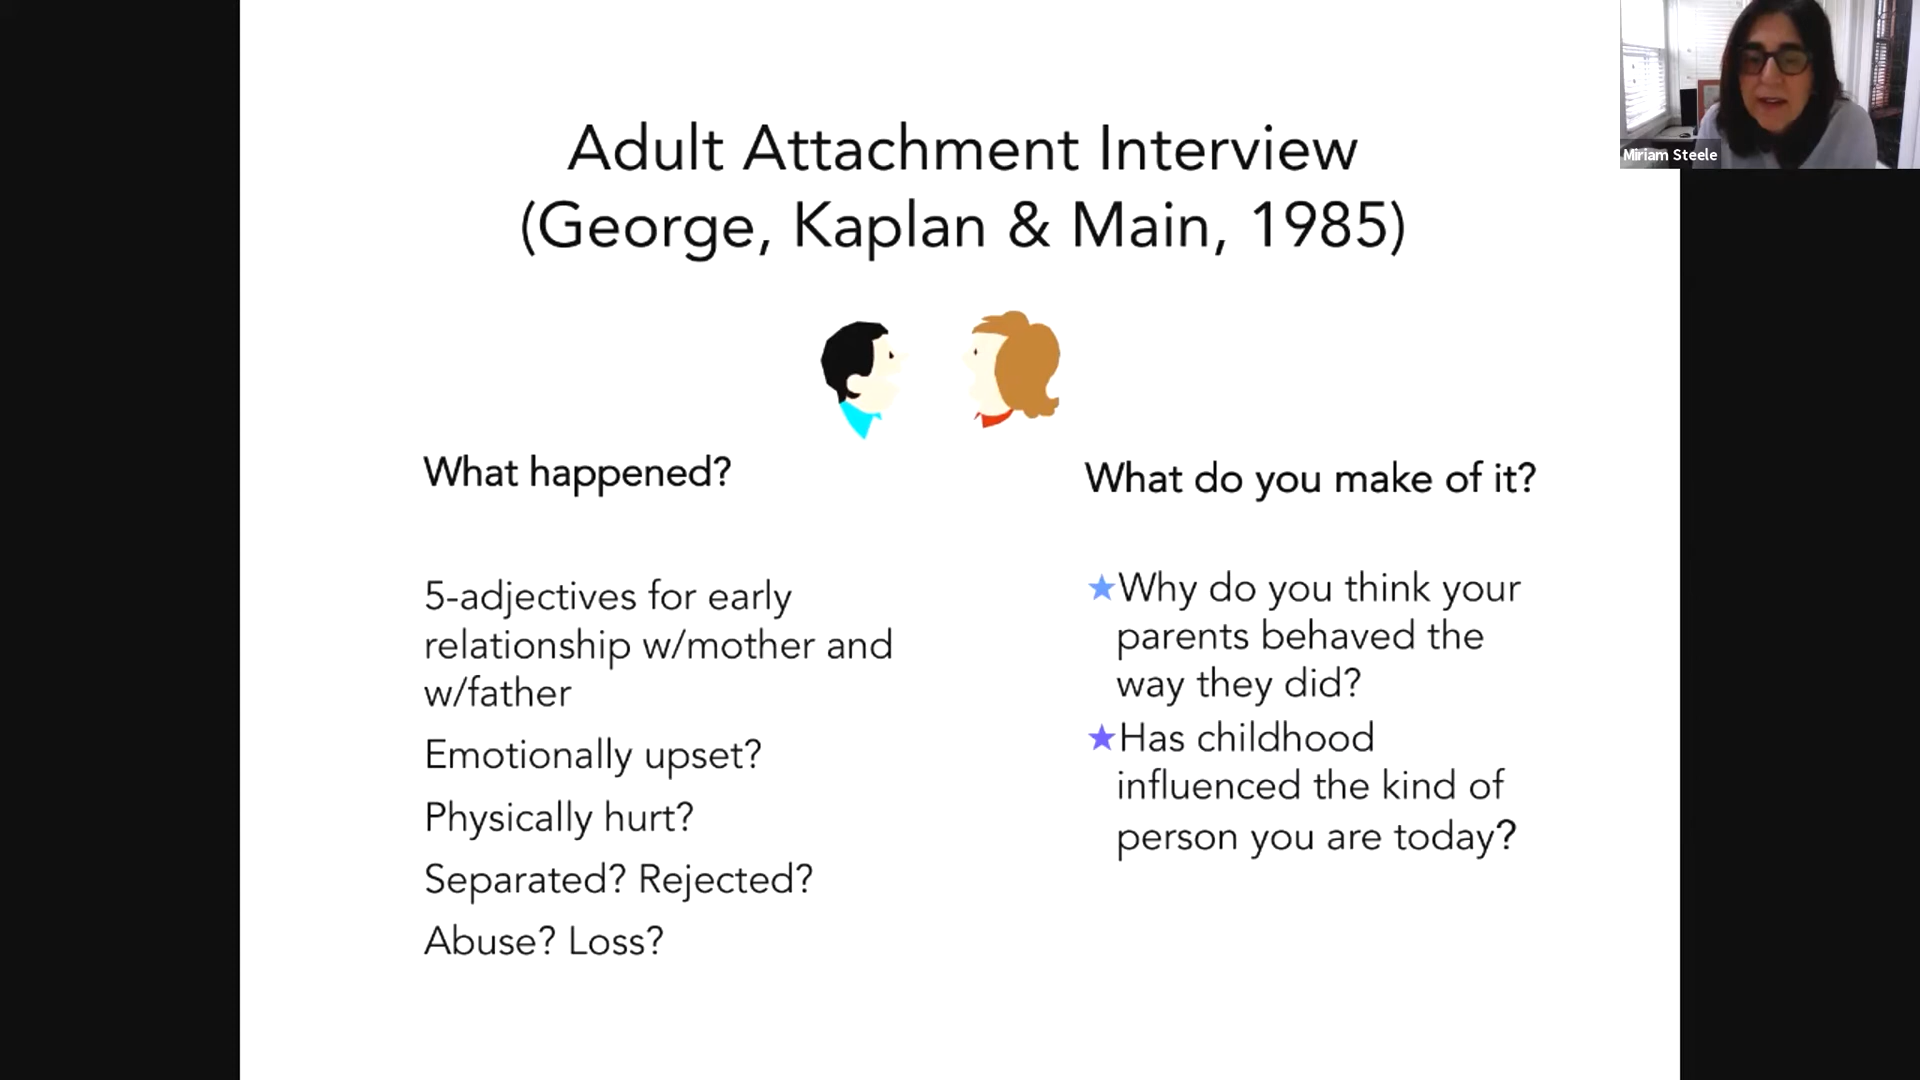 Adult Attachment Interview
(George, Kaplan & Main, 1985)
Miriam Steele
What happened?
5-adjectives for early
relationship w/mother and
w/father
Emotionally upset?
Physically hurt?
Separated? Rejected?
Abuse? Loss?
What do you make of it?
Why do you think your
parents behaved the
way they did?
Has childhood
influenced the kind of
person you are today?